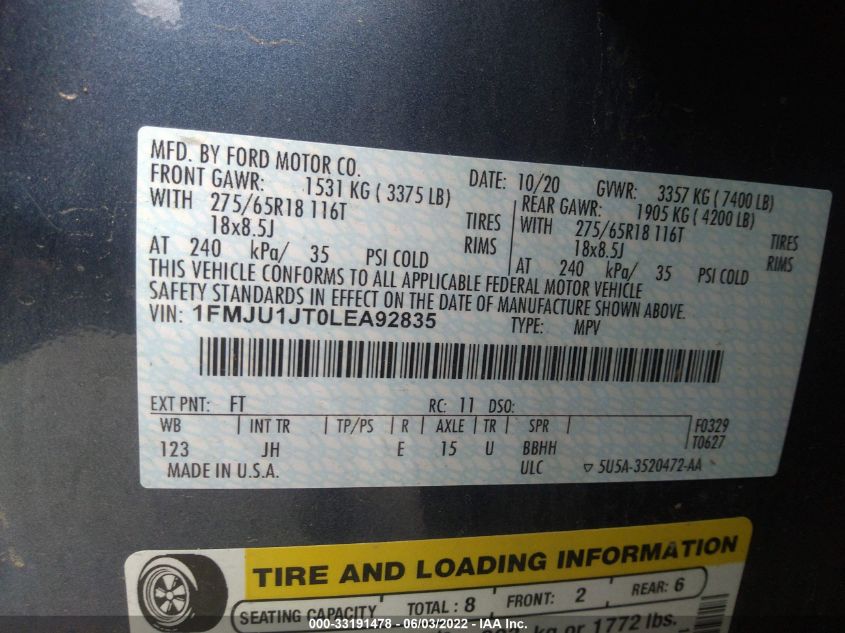 MFD. BY FORD MOTOR CO. DATE: 10/20 GVWR: 3357 KG ( 7400 LB)
FRONT GAWR: 1531 KG ( 3375 LB) REAR GAWR: 1905 KG ( 4200 LB)
WITH 275/65R18 116T TIRES WITH 275/65R18 116T TIRES
18x8.5J RIMS 18x8.5J RIMS
AT 240 kPa/ 35 PSI COLD AT 240 kPa/ 35 PSI COLD
THIS VEHICLE CONFORMS TO ALL APPLICABLE FEDERAL MOTOR VEHICLE
SAFETY STANDARDS IN EFFECT ON THE DATE OF MANUFACTURE SHOWN ABOVE.
VIN: 1FMJU1JT0LEA92835 TYPE: MPV
EXT PNT: FT RC: 11 DSO:
WB INT TR TP/PS R AXLE TR SPR F0329
123 JH E 15 U BBHH T0627
MADE IN U.S.A. ULC ▽ 5U5A-3520472-AA
TIRE AND LOADING INFORMATION
SEATING CAPACITY TOTAL : 8 FRONT: 2 REAR: 6
kg or 1772 lbs.
000-33191478 - 06/03/2022 - IAA Inc.